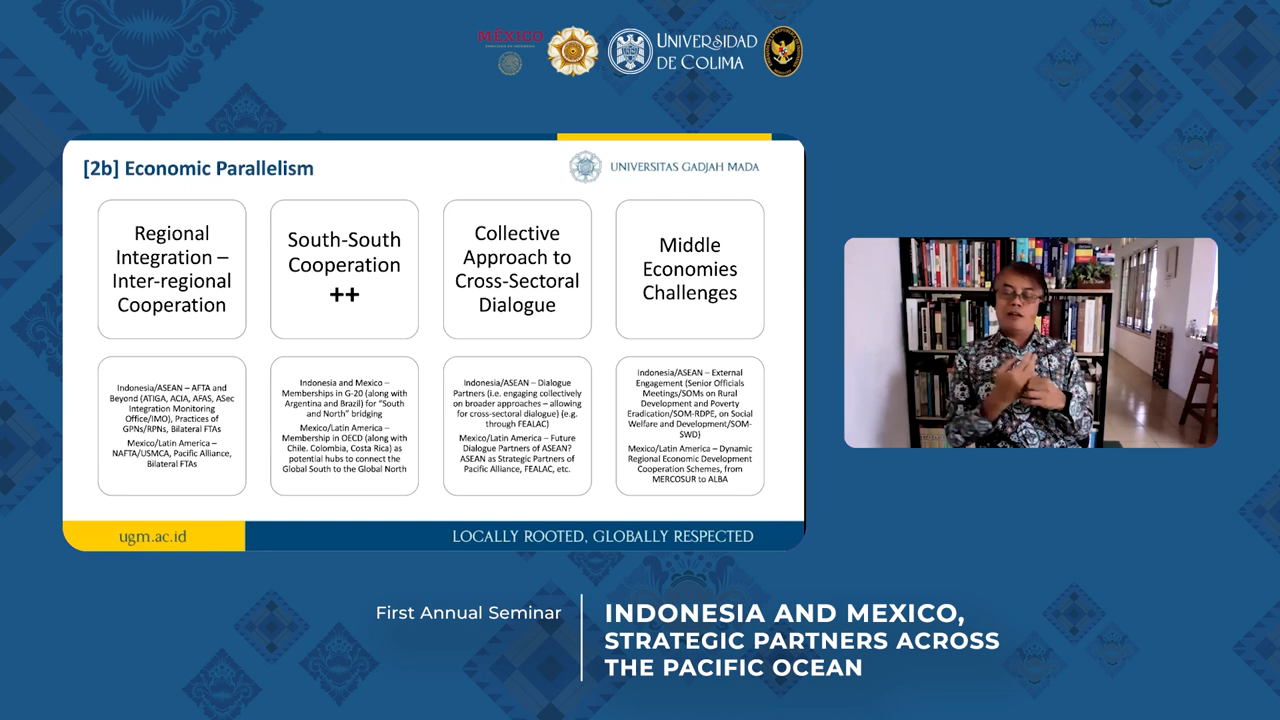 MÉXICO
UNIVERSIDAD
DE COLIMA
[2b] Economic Parallelism
UNIVERSITAS GADJAH MADA
Regional
Integration –
Inter-regional
Cooperation
South-South
Cooperation
++
Collective
Approach to
Cross-Sectoral
Dialogue
Middle
Economies
Challenges
Indonesia/ASEAN – AFTA and
Beyond (ATIGA, ACIA, AFAS, ASec
Integration Monitoring
Office/IMO), Practices of
GPNs/RPNs, Bilateral FTAs
Mexico/Latin America –
NAFTA/USMCA, Pacific Alliance,
Bilateral FTAs
Indonesia and Mexico –
Memberships in G-20 (along with
Argentina and Brazil) for “South
and North” bridging
Mexico/Latin America –
Membership in OECD (along with
Chile. Colombia, Costa Rica) as
potential hubs to connect the
Global South to the Global North
Indonesia/ASEAN – Dialogue
Partners (i.e. engaging collectively
on broader approaches – allowing
for cross-sectoral dialogue) (e.g.
through FEALAC)
Mexico/Latin America – Future
Dialogue Partners of ASEAN?
ASEAN as Strategic Partners of
Pacific Alliance, FEALAC, etc.
Indonesia/ASEAN – External
Engagement (Senior Officials
Meetings/SOMs on Rural
Development and Poverty
Eradication/SOM-RDPE, on Social
Welfare and Development/SOM-
SWD)
Mexico/Latin America – Dynamic
Regional Economic Development
Cooperation Schemes, from
MERCOSUR to ALBA
ugm.ac.id
LOCALLY ROOTED, GLOBALLY RESPECTED
First Annual Seminar
INDONESIA AND MEXICO,
STRATEGIC PARTNERS ACROSS
THE PACIFIC OCEAN